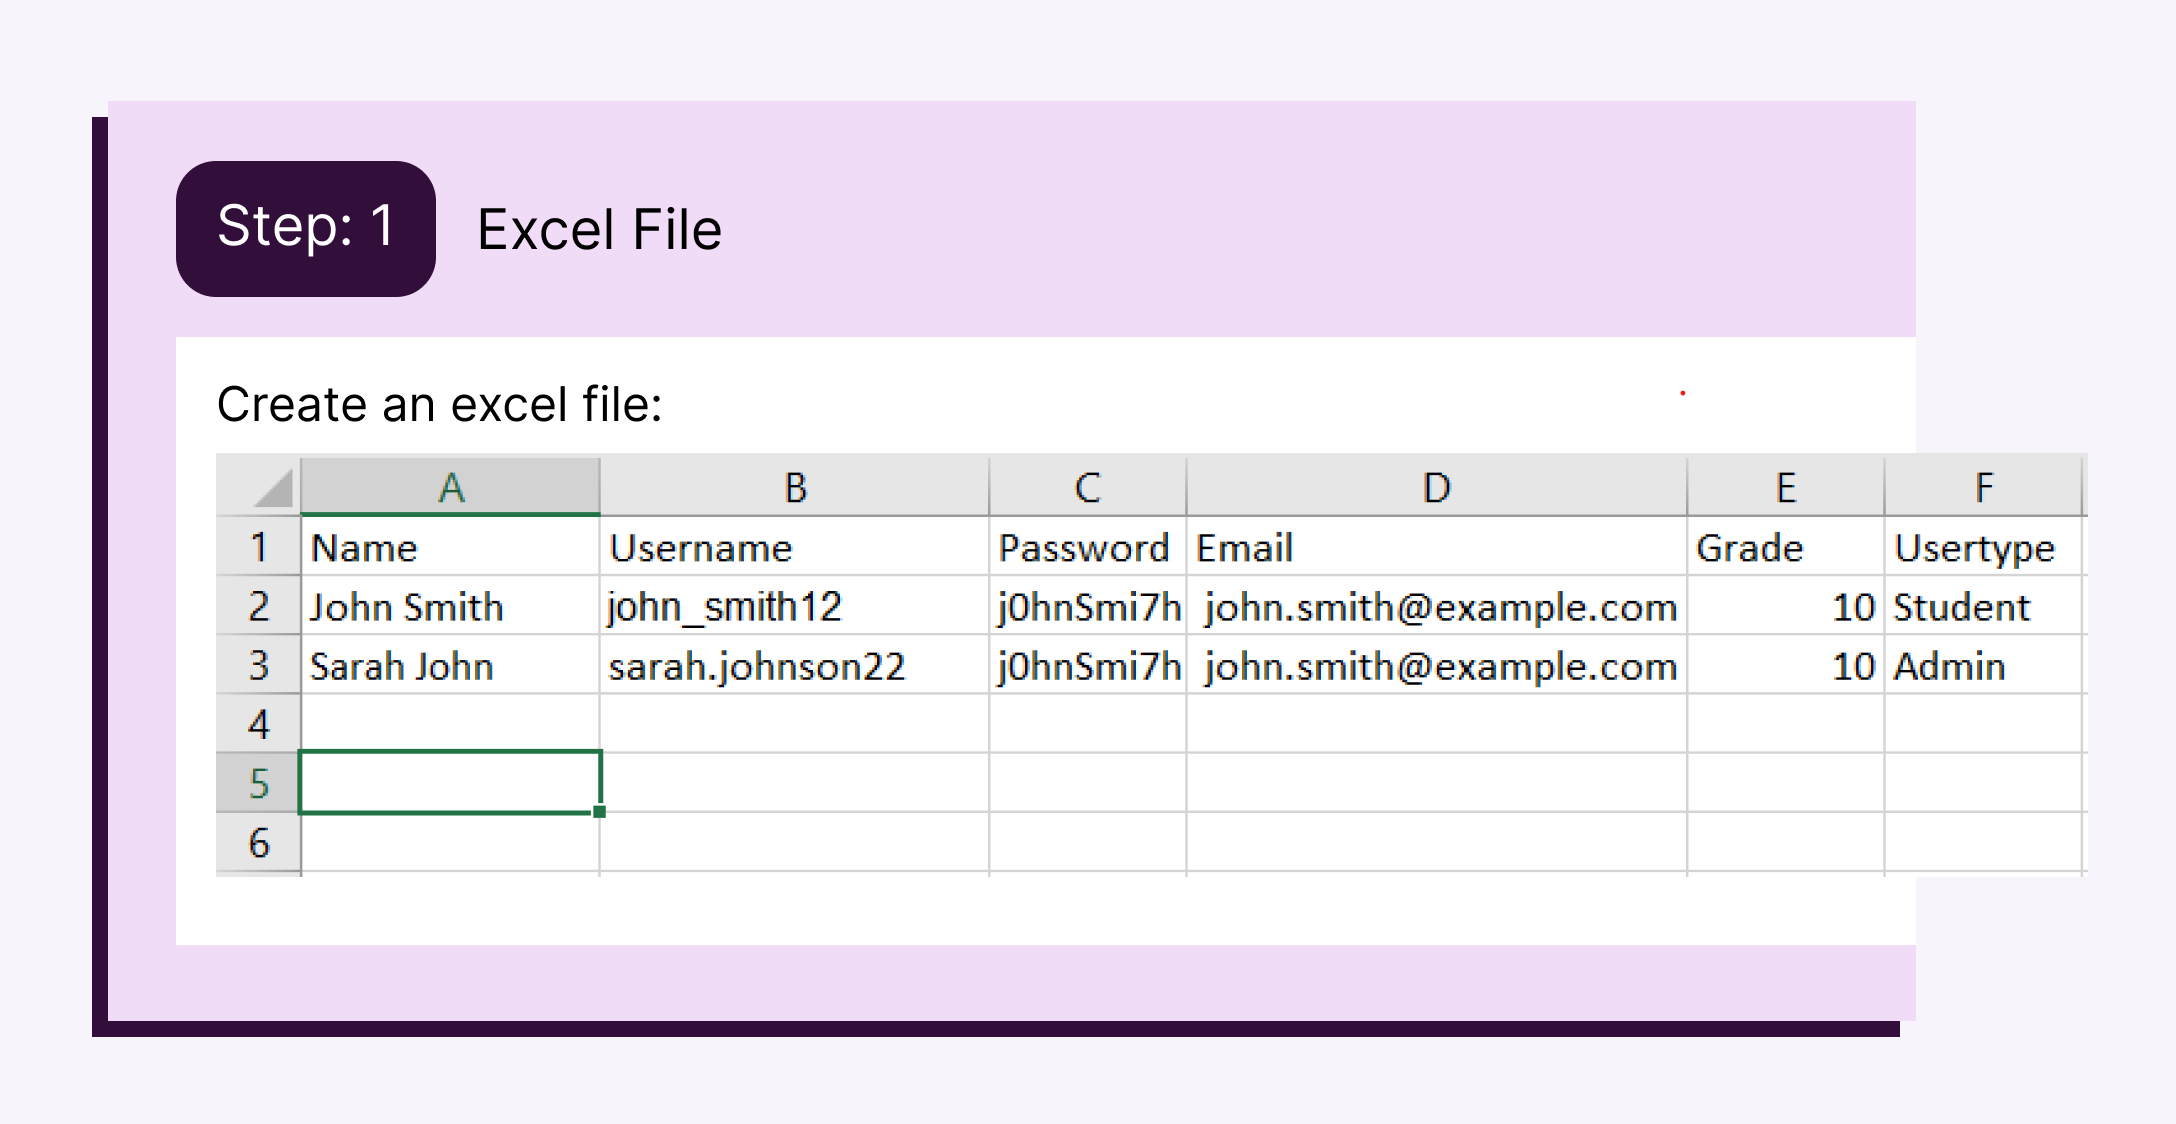 Step: 1 Excel File
Create an excel file:
A B C D E F
1 Name Username Password Email Grade Usertype
2 John Smith john_smith12 j0hnSmi7h john.smith@example.com 10 Student
3 Sarah John sarah.johnson22 j0hnSmi7h john.smith@example.com 10 Admin
4
5
6